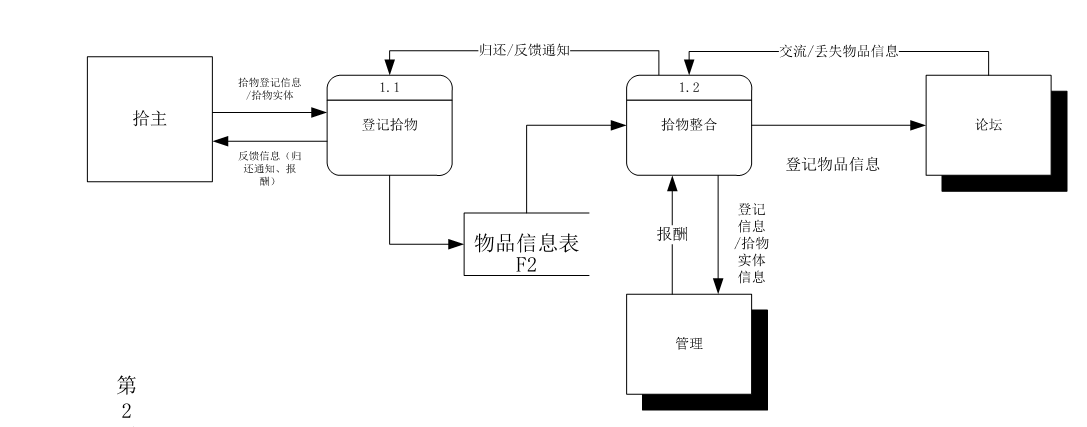 归还/反馈通知
交流/丢失物品信息
拾主
拾物登记信息
/拾物实体
反馈信息（归
还通知、报
酬）
1.1
登记拾物
1.2
拾物整合
论坛
登记物品信息
物品信息表
F2
报酬
登记
信息
/拾物
实体
信息
管理
第
2